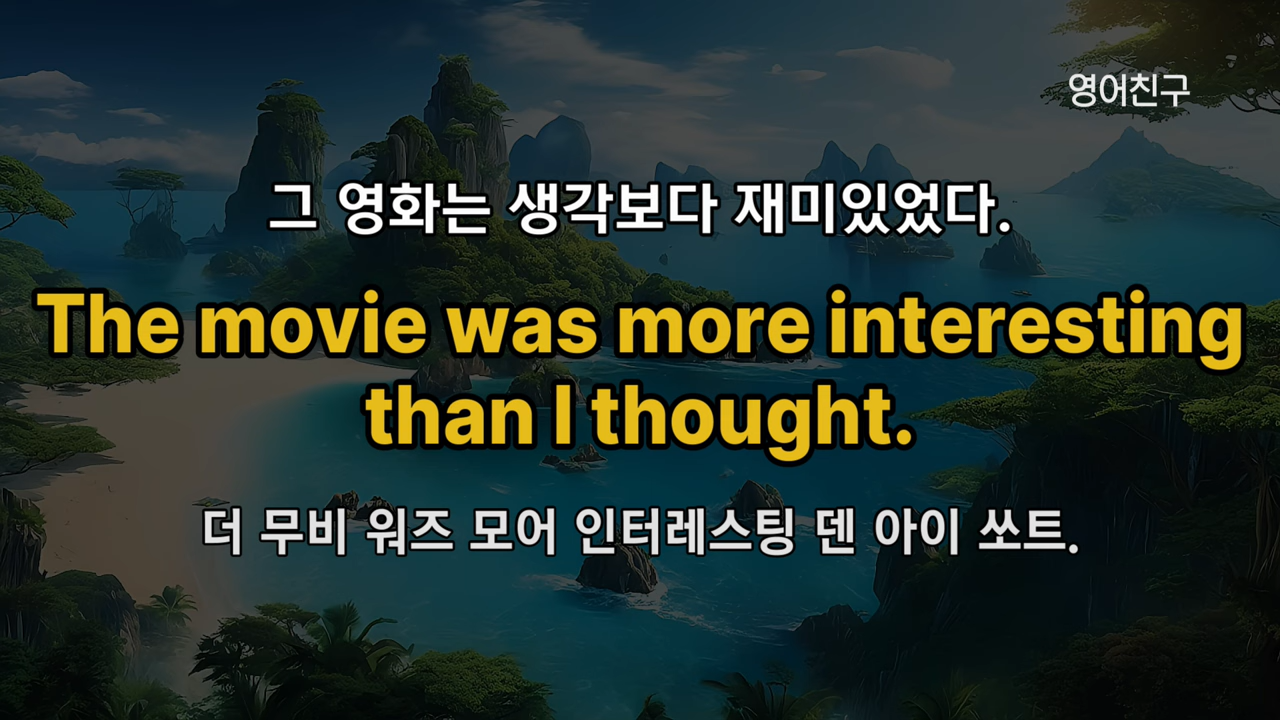 영어친구
그 영화는 생각보다 재미있었다.
The movie was more interesting
than I thought.
더 무비 워즈 모어 인터레스팅 덴 아이 쏘트.